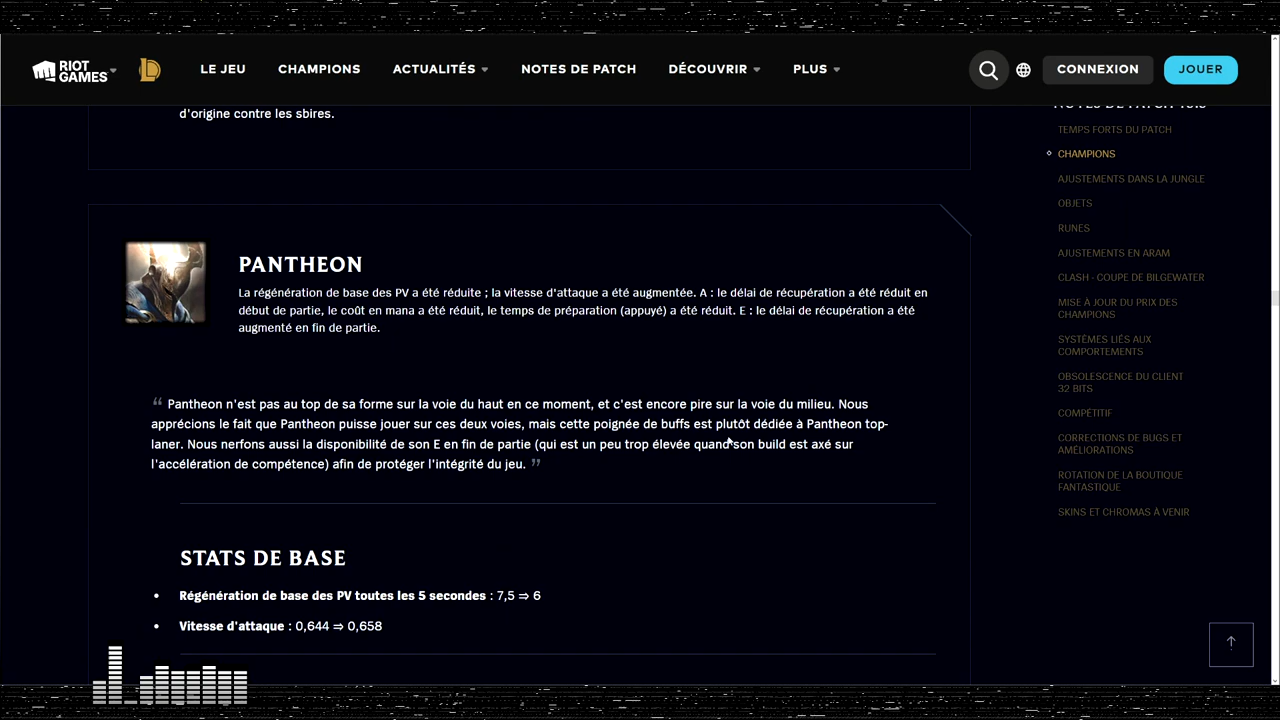 RIOT GAMES
LE JEU
CHAMPIONS
ACTUALITÉS
NOTES DE PATCH
DÉCOUVRIR
PLUS
CONNEXION
JOUER
d'origine contre les sbires.
PANTHEON
La régénération de base des PV a été réduite ; la vitesse d'attaque a été augmentée. A : le délai de récupération a été réduit en
début de partie, le coût en mana a été réduit, le temps de préparation (appuyé) a été réduit. E : le délai de récupération a été
augmenté en fin de partie.
“ Pantheon n'est pas au top de sa forme sur la voie du haut en ce moment, et c'est encore pire sur la voie du milieu. Nous
apprécions le fait que Pantheon puisse jouer sur ces deux voies, mais cette poignée de buffs est plutôt dédiée à Pantheon top-
laner. Nous nerfons aussi la disponibilité de son E en fin de partie (qui est un peu trop élevée quand son build est axé sur
l'accélération de compétence) afin de protéger l'intégrité du jeu. ”
STATS DE BASE
• Régénération de base des PV toutes les 5 secondes : 7,5 ⇒ 6
• Vitesse d'attaque : 0,644 ⇒ 0,658
TEMPS FORTS DU PATCH
CHAMPIONS
AJUSTEMENTS DANS LA JUNGLE
OBJETS
RUNES
AJUSTEMENTS EN ARAM
CLASH - COUPE DE BILGEWATER
MISE À JOUR DU PRIX DES
CHAMPIONS
SYSTÈMES LIÉS AUX
COMPORTEMENTS
OBSOLESCENCE DU CLIENT
32 BITS
COMPÉTITIF
CORRECTIONS DE BUGS ET
AMÉLIORATIONS
ROTATION DE LA BOUTIQUE
FANTASTIQUE
SKINS ET CHROMAS À VENIR